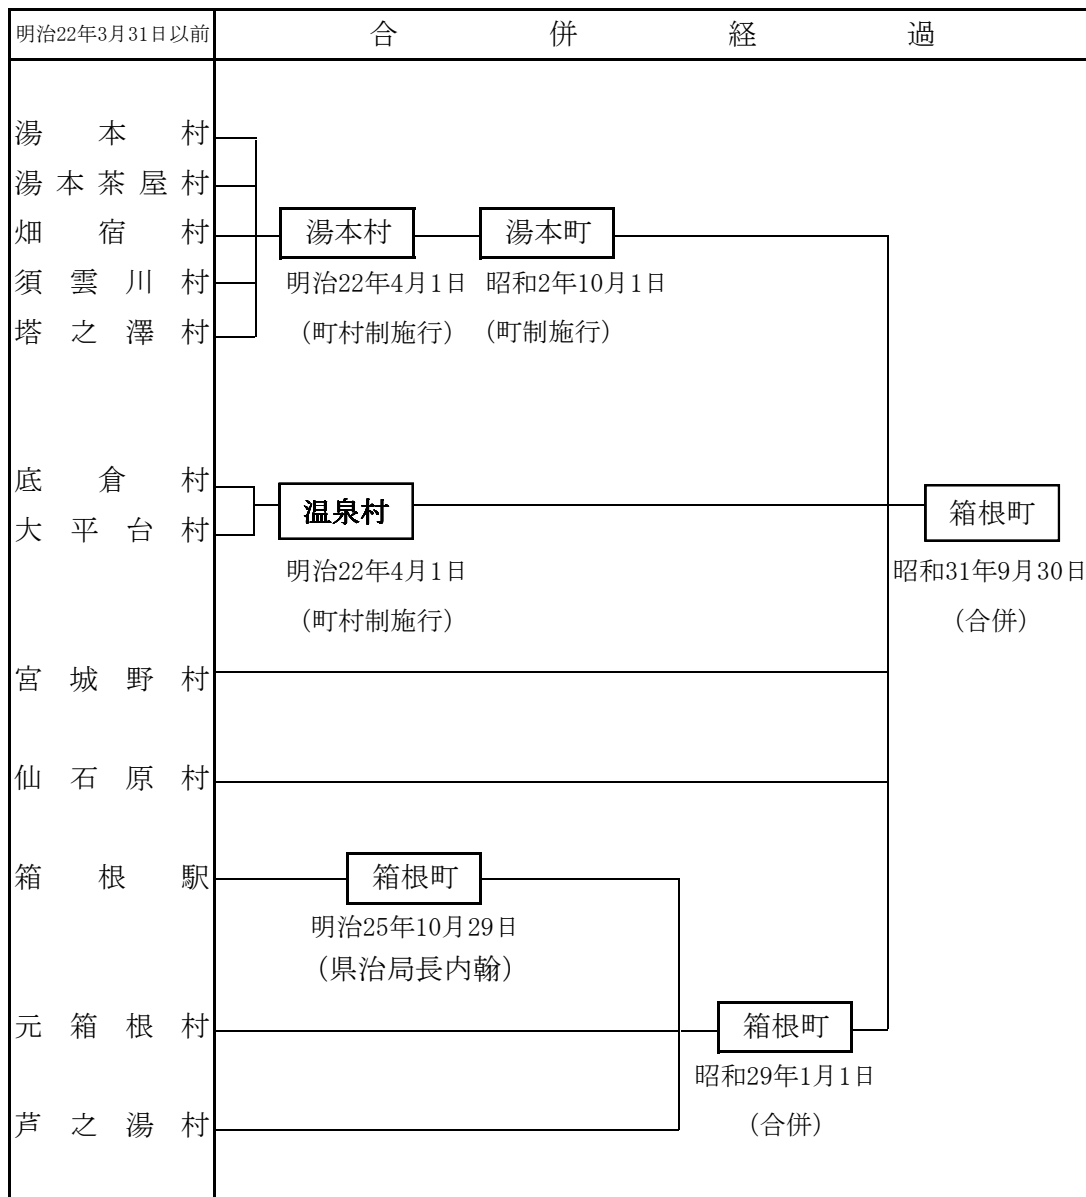 明治22年3月31日以前 合併経過
湯本村
湯本茶屋村
畑宿村 湯本村 湯本町
須雲川村 明治22年4月1日 昭和2年10月1日
塔之澤村 （町村制施行） （町制施行）
底倉村
温泉村 箱根町
大平台村
明治22年4月1日 昭和31年9月30日
（町村制施行） （合併）
宮城野村
仙石原村
箱根駅 箱根町
明治25年10月29日
（県治局長内翰）
元箱根村 箱根町
昭和29年1月1日
芦之湯村 （合併）